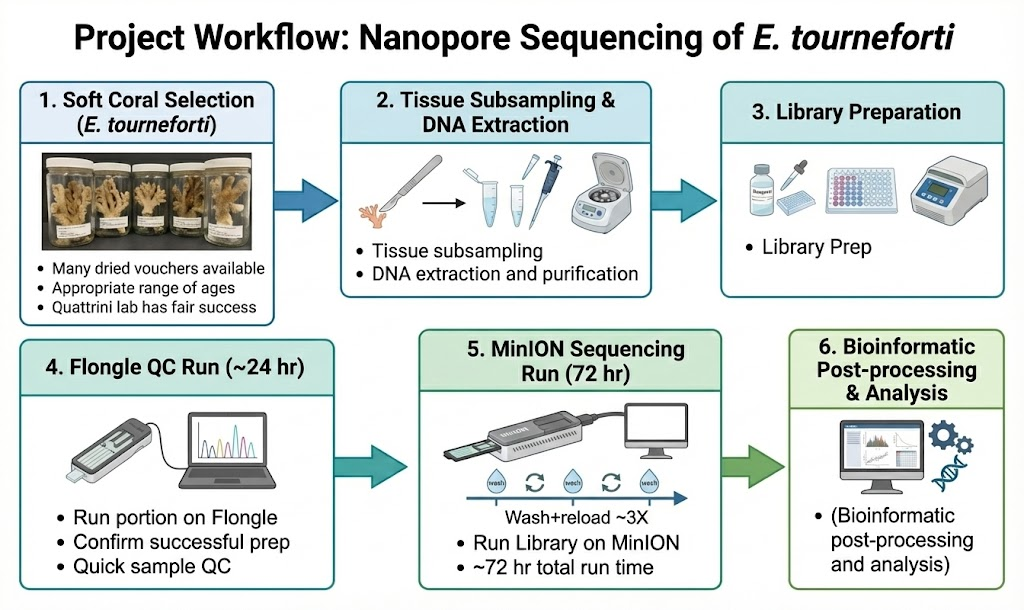 Project Workflow: Nanopore Sequencing of E. tourneforti
1. Soft Coral Selection
(E. tourneforti)
• Many dried vouchers available
• Appropriate range of ages
• Quattrini lab has fair success
2. Tissue Subsampling &
DNA Extraction
• Tissue subsampling
• DNA extraction and purification
3. Library Preparation
• Library Prep
4. Flongle QC Run (~24 hr)
• Run portion on Flongle
• Confirm successful prep
• Quick sample QC
5. MinION Sequencing
Run (72 hr)
wash
Wash+reload ~3X
• Run Library on MinION
• ~72 hr total run time
6. Bioinformatic
Post-processing
& Analysis
• (Bioinformatic
post-processing
and analysis)